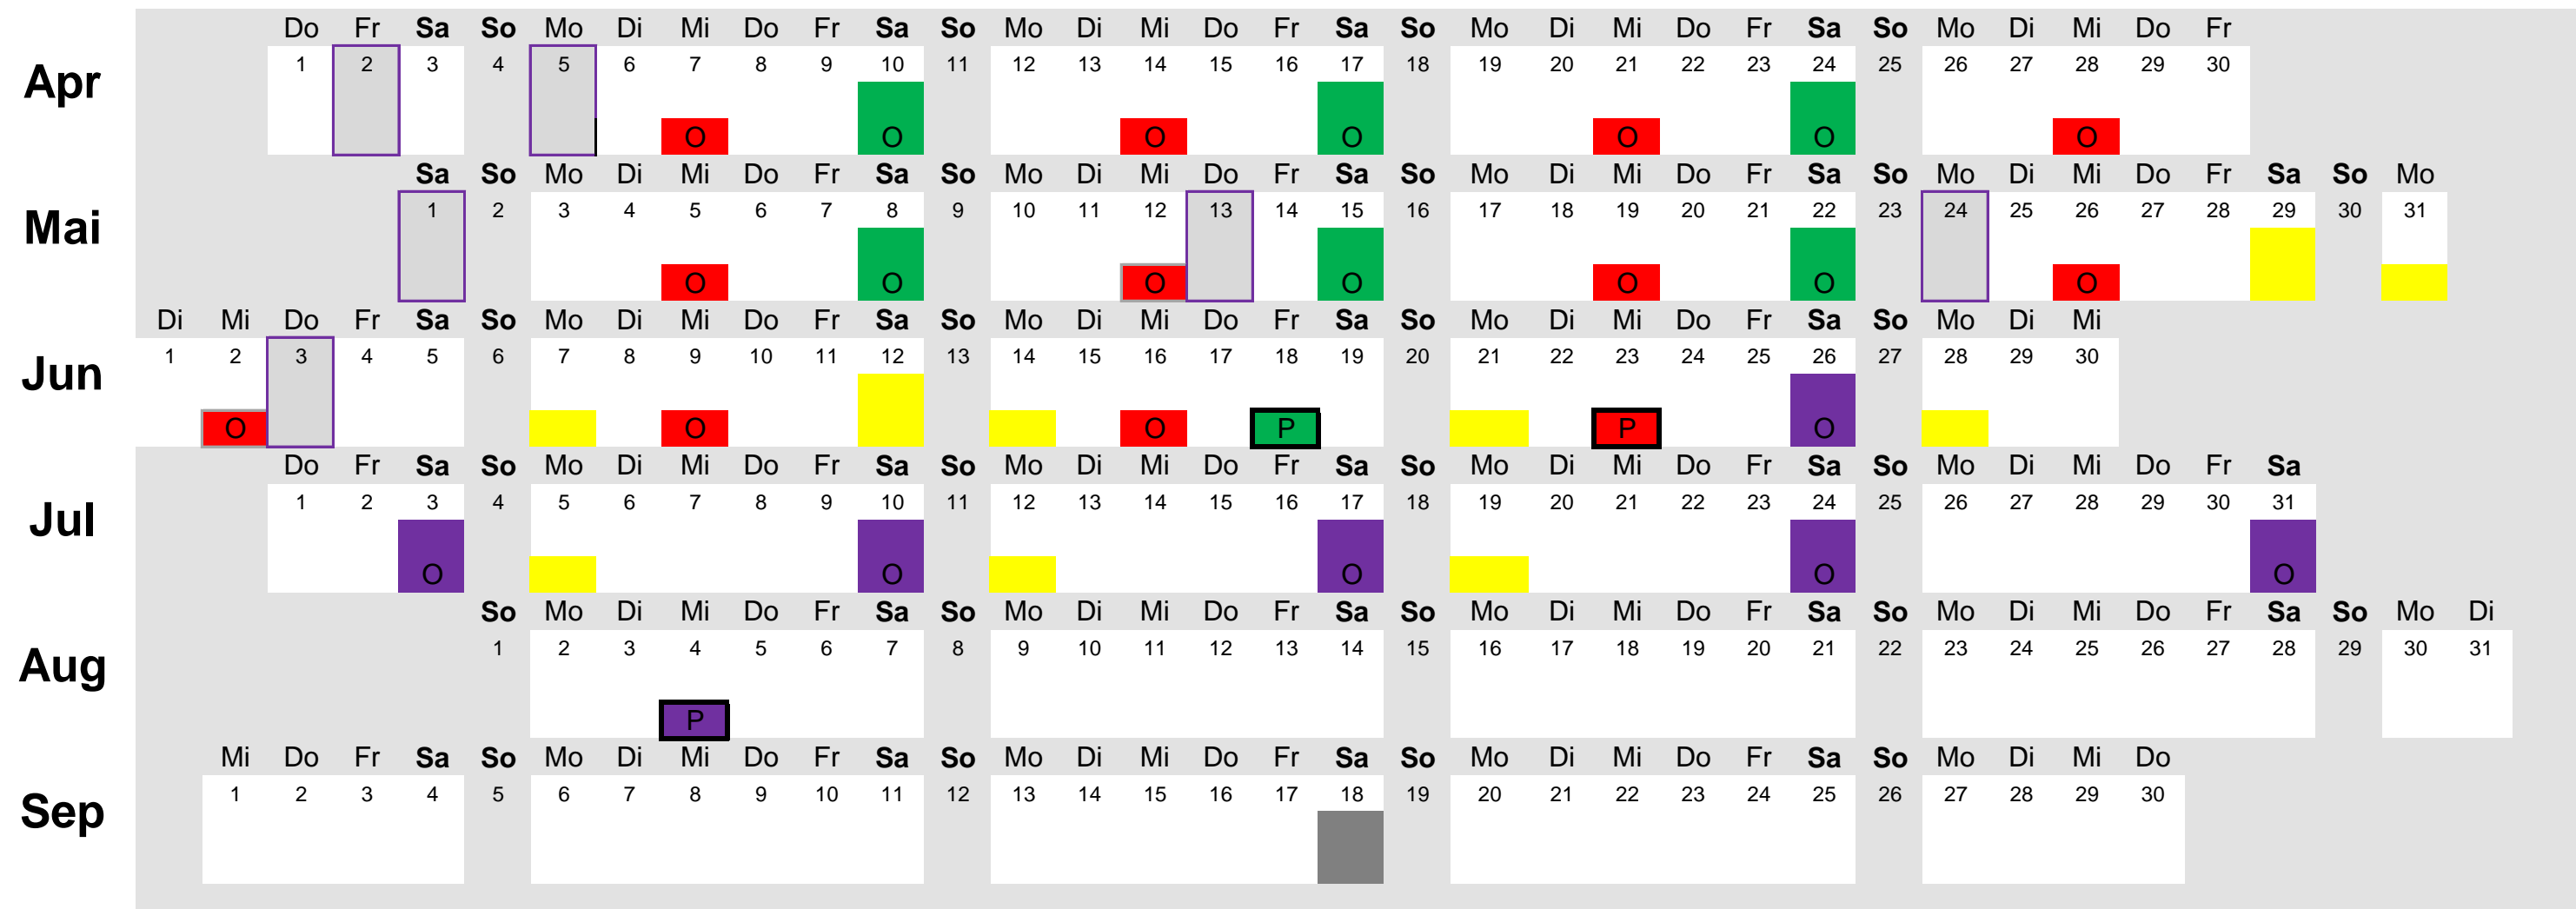 Do Fr Sa So Mo Di Mi Do Fr Sa So Mo Di Mi Do Fr Sa So Mo Di Mi Do Fr Sa So Mo Di Mi Do Fr
Apr
1 2 3 4 5 6 7 8 9 10 11 12 13 14 15 16 17 18 19 20 21 22 23 24 25 26 27 28 29 30
O O O O O O O
Sa So Mo Di Mi Do Fr Sa So Mo Di Mi Do Fr Sa So Mo Di Mi Do Fr Sa So Mo Di Mi Do Fr Sa So Mo
Mai
1 2 3 4 5 6 7 8 9 10 11 12 13 14 15 16 17 18 19 20 21 22 23 24 25 26 27 28 29 30 31
O O O O O O O
Di Mi Do Fr Sa So Mo Di Mi Do Fr Sa So Mo Di Mi Do Fr Sa So Mo Di Mi Do Fr Sa So Mo Di Mi
Jun
1 2 3 4 5 6 7 8 9 10 11 12 13 14 15 16 17 18 19 20 21 22 23 24 25 26 27 28 29 30
O O O P P O
Do Fr Sa So Mo Di Mi Do Fr Sa So Mo Di Mi Do Fr Sa So Mo Di Mi Do Fr Sa So Mo Di Mi Do Fr Sa
Jul
1 2 3 4 5 6 7 8 9 10 11 12 13 14 15 16 17 18 19 20 21 22 23 24 25 26 27 28 29 30 31
O O O O O
So Mo Di Mi Do Fr Sa So Mo Di Mi Do Fr Sa So Mo Di Mi Do Fr Sa So Mo Di Mi Do Fr Sa So Mo Di
Aug
1 2 3 4 5 6 7 8 9 10 11 12 13 14 15 16 17 18 19 20 21 22 23 24 25 26 27 28 29 30 31
P
Mi Do Fr Sa So Mo Di Mi Do Fr Sa So Mo Di Mi Do Fr Sa So Mo Di Mi Do Fr Sa So Mo Di Mi Do
Sep
1 2 3 4 5 6 7 8 9 10 11 12 13 14 15 16 17 18 19 20 21 22 23 24 25 26 27 28 29 30